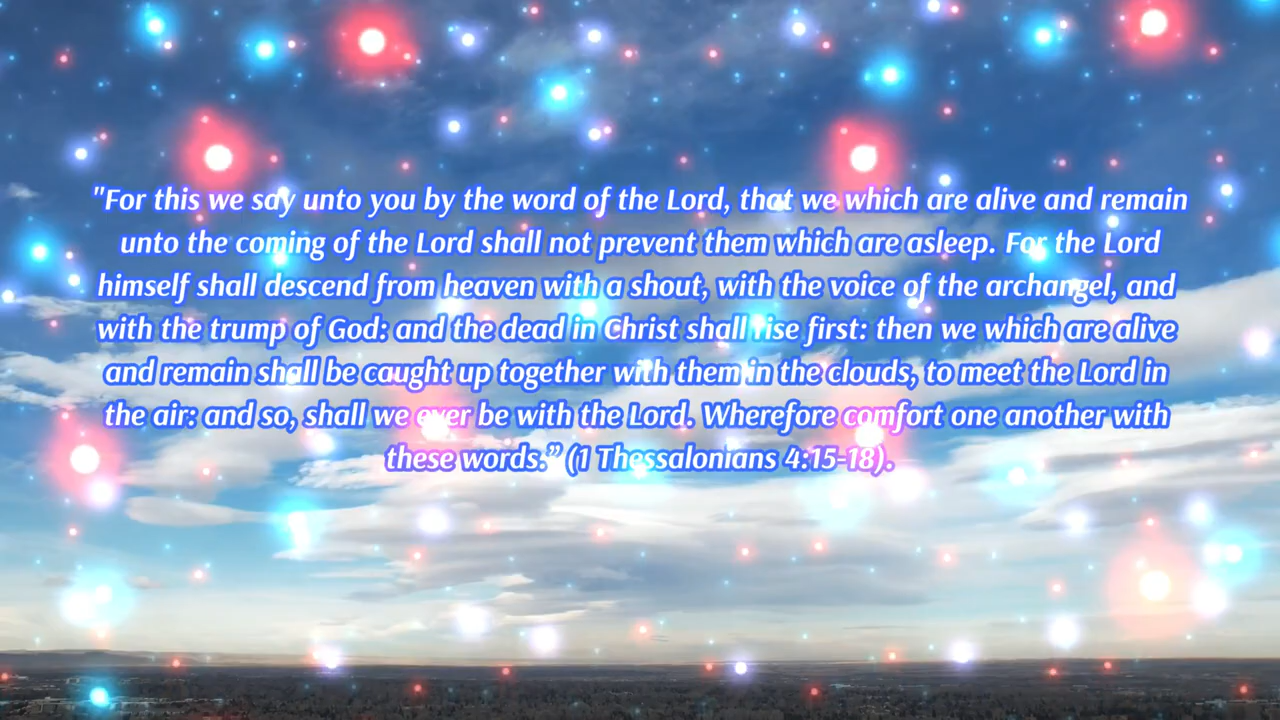 "For this we say unto you by the word of the Lord, that we which are alive and remain
unto the coming of the Lord shall not prevent them which are asleep. For the Lord
himself shall descend from heaven with a shout, with the voice of the archangel, and
with the trump of God: and the dead in Christ shall rise first: then we which are alive
and remain shall be caught up together with them in the clouds, to meet the Lord in
the air: and so, shall we ever be with the Lord. Wherefore comfort one another with
these words.” (1 Thessalonians 4:15-18).